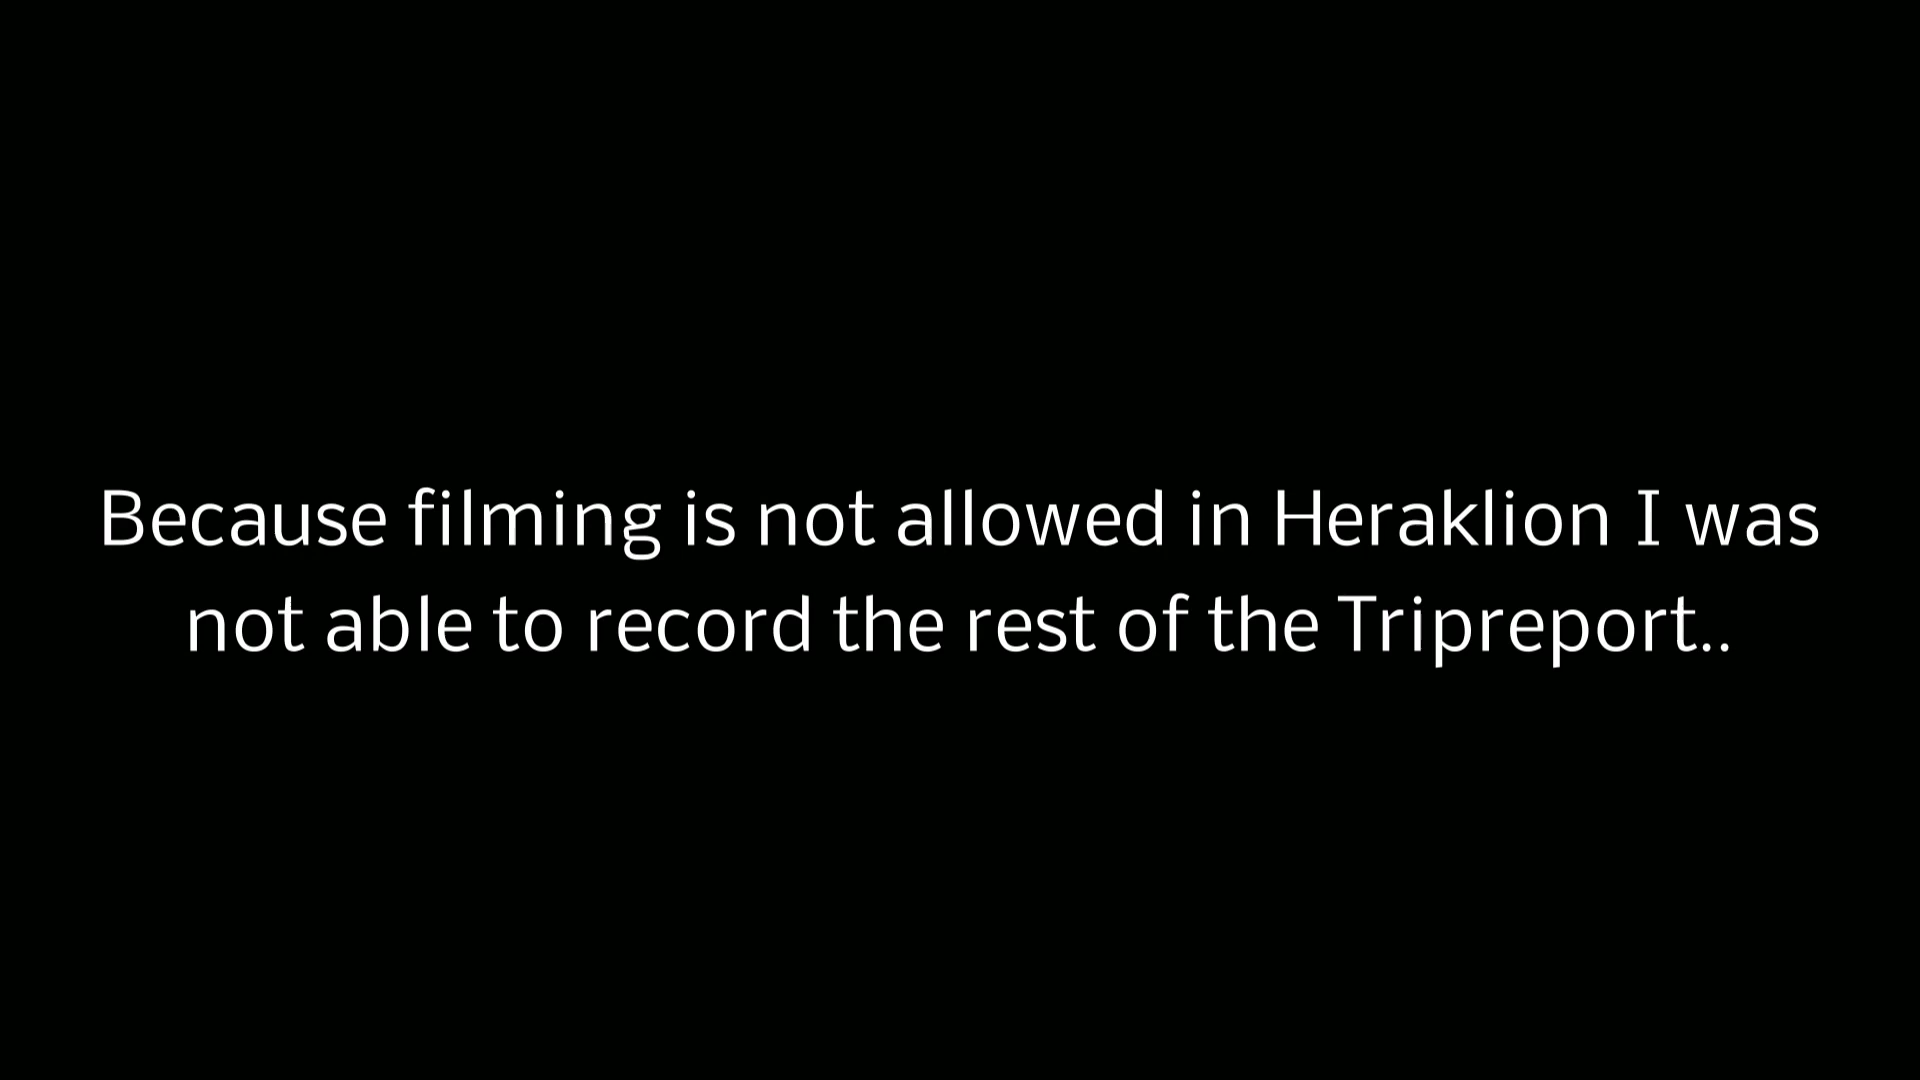 Because filming is not allowed in Heraklion I was
not able to record the rest of the Tripreport..